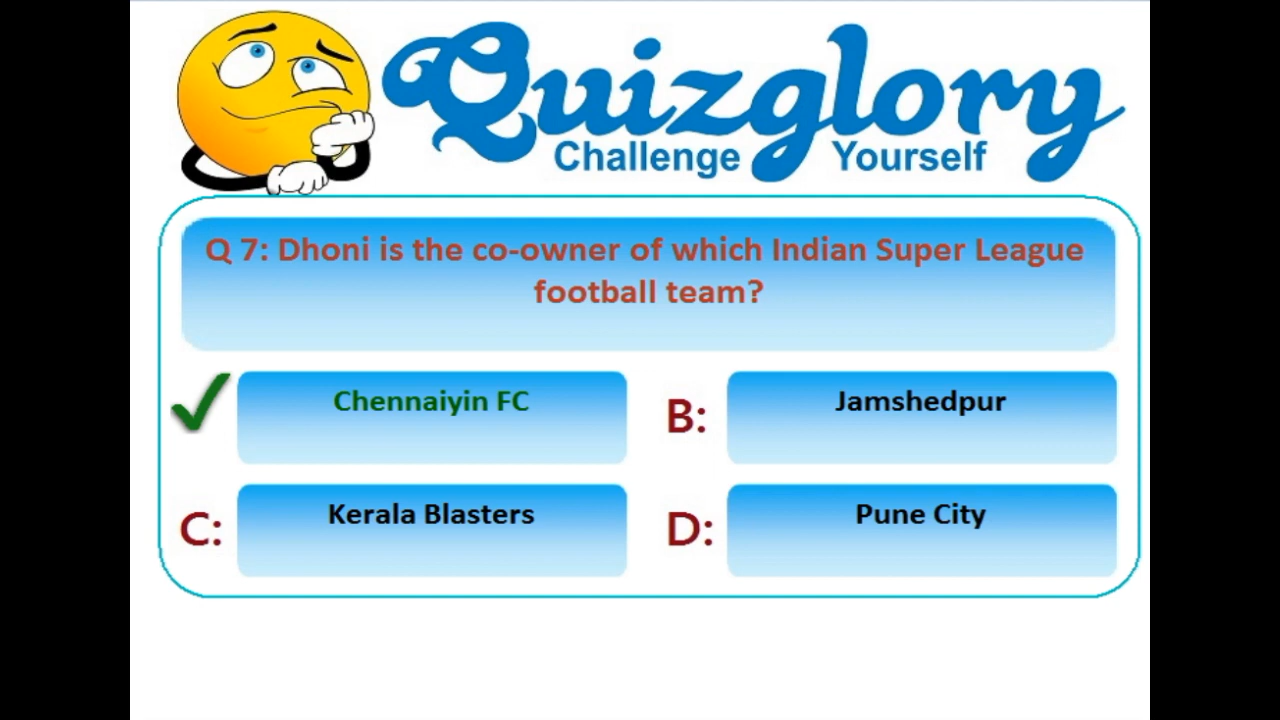 Quizglory
Challenge Yourself
Q 7: Dhoni is the co-owner of which Indian Super League
football team?
Chennaiyin FC
B: Jamshedpur
C: Kerala Blasters
D: Pune City